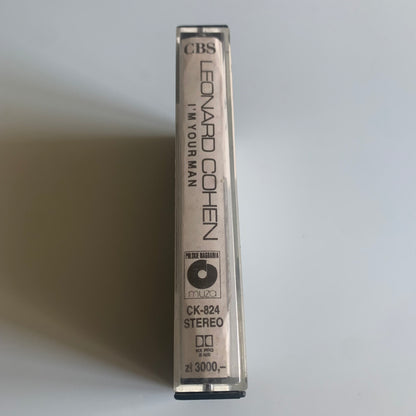 CBS
LEONARD COHEN
I'M YOUR MAN
POLSKIE NAGRANIA
muza
CK-824
STEREO
zł 3000,-